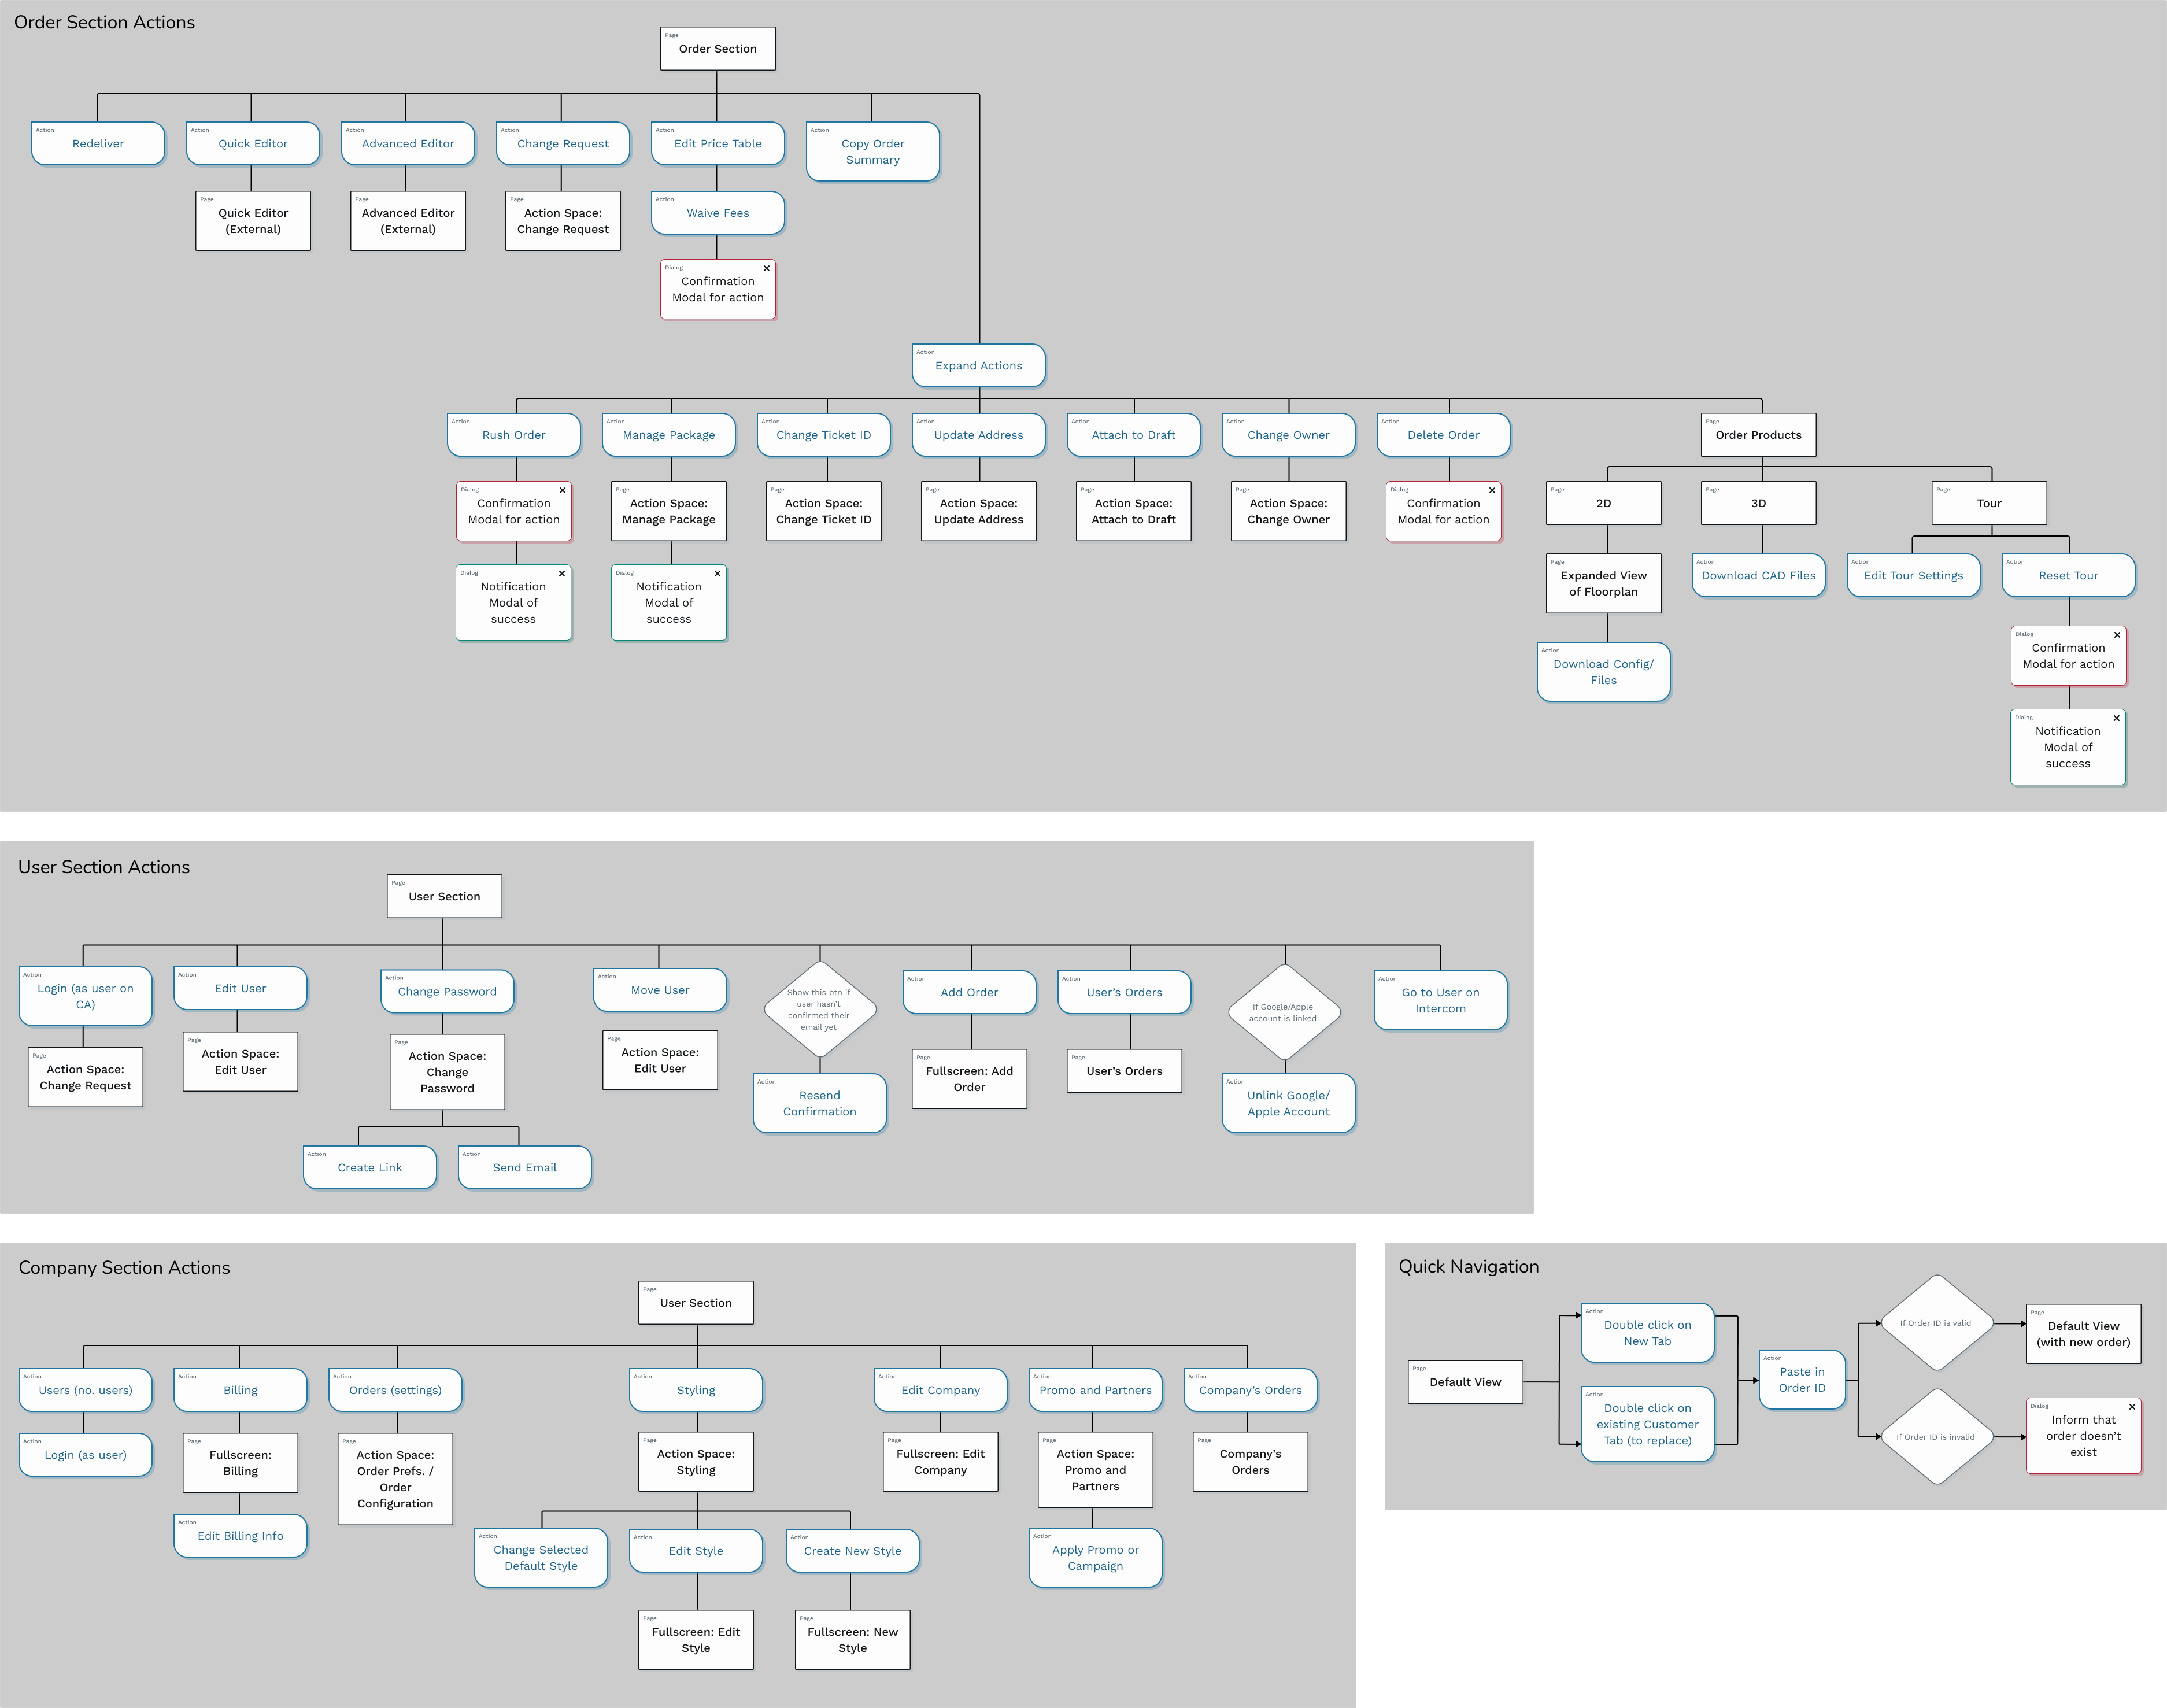 Order Section Actions
Page
Order Section
Action
Redeliver
Action
Quick Editor
Action
Advanced Editor
Action
Change Request
Action
Edit Price Table
Action
Copy Order
Summary
Page
Quick Editor
(External)
Page
Advanced Editor
(External)
Page
Action Space:
Change Request
Action
Waive Fees
Dialog
Confirmation
Modal for action
Action
Expand Actions
Action
Rush Order
Action
Manage Package
Action
Change Ticket ID
Action
Update Address
Action
Attach to Draft
Action
Change Owner
Action
Delete Order
Page
Order Products
Dialog
Confirmation
Modal for action
Page
Action Space:
Manage Package
Page
Action Space:
Change Ticket ID
Page
Action Space:
Update Address
Page
Action Space:
Attach to Draft
Page
Action Space:
Change Owner
Dialog
Confirmation
Modal for action
Page
2D
Page
3D
Page
Tour
Dialog
Notification
Modal of
success
Dialog
Notification
Modal of
success
Page
Expanded View
of Floorplan
Action
Download CAD Files
Action
Edit Tour Settings
Action
Reset Tour
Action
Download Config/
Files
Dialog
Confirmation
Modal for action
Dialog
Notification
Modal of
success
User Section Actions
Page
User Section
Action
Login (as user on
CA)
Action
Edit User
Action
Change Password
Action
Move User
Show this btn if
user hasn't
confirmed their
email yet
Action
Add Order
Action
User's Orders
If Google/Apple
account is linked
Action
Go to User on
Intercom
Page
Action Space:
Change Request
Page
Action Space:
Edit User
Page
Action Space:
Change
Password
Page
Action Space:
Edit User
Action
Resend
Confirmation
Page
Fullscreen: Add
Order
Page
User's Orders
Action
Unlink Google/
Apple Account
Action
Create Link
Action
Send Email
Company Section Actions
Page
User Section
Action
Users (no. users)
Action
Billing
Action
Orders (settings)
Action
Styling
Action
Edit Company
Action
Promo and Partners
Action
Company's Orders
Action
Login (as user)
Page
Fullscreen:
Billing
Page
Action Space:
Order Prefs. /
Order
Configuration
Page
Action Space:
Styling
Page
Fullscreen: Edit
Company
Page
Action Space:
Promo and
Partners
Page
Company's
Orders
Action
Edit Billing Info
Action
Change Selected
Default Style
Action
Edit Style
Action
Create New Style
Action
Apply Promo or
Campaign
Page
Fullscreen: Edit
Style
Page
Fullscreen: New
Style
Quick Navigation
Page
Default View
Action
Double click on
New Tab
Action
Double click on
existing Customer
Tab (to replace)
Action
Paste in
Order ID
If Order ID is valid
Page
Default View
(with new order)
If Order ID is invalid
Dialog
Inform that
order doesn't
exist